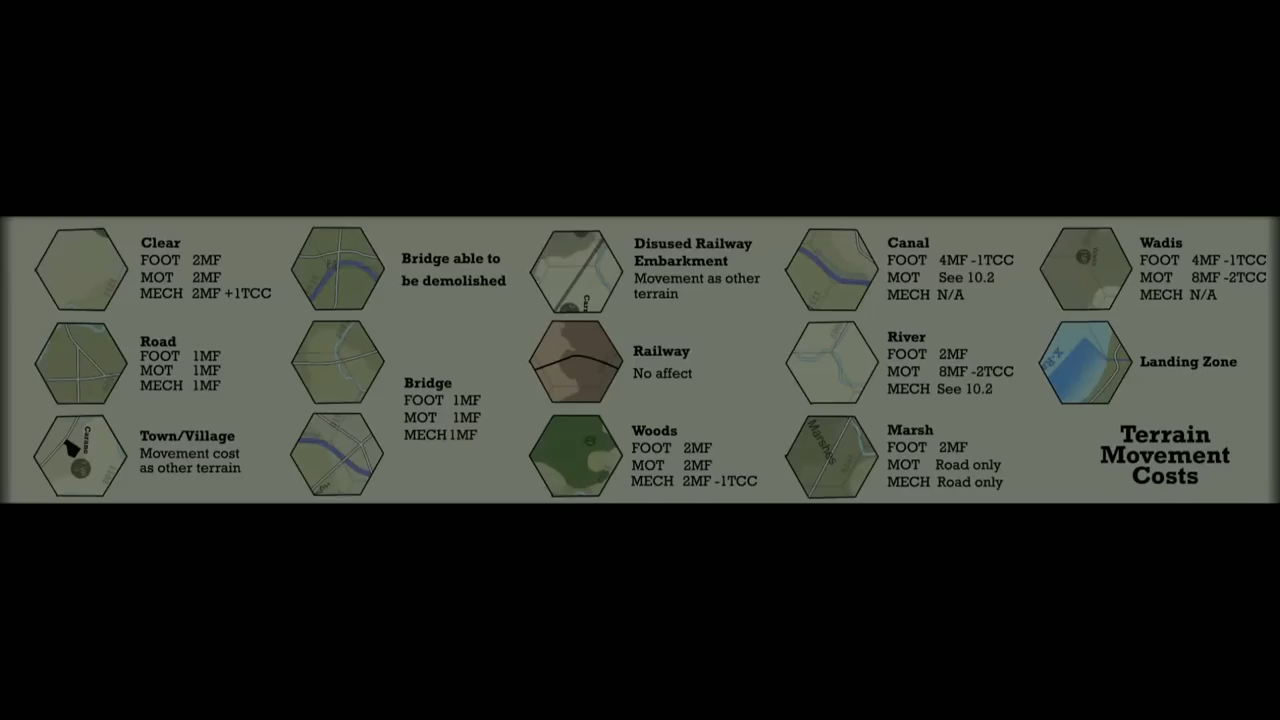 Clear
FOOT 2MF
MOT 2MF
MECH 2MF +1TCC
Road
FOOT 1MF
MOT 1MF
MECH 1MF
Town/Village
Movement cost
as other terrain
Bridge able to
be demolished
Bridge
FOOT 1MF
MOT 1MF
MECH 1MF
Disused Railway
Embarkment
Movement as other
terrain
Railway
No affect
Woods
FOOT 2MF
MOT 2MF
MECH 2MF -1TCC
Canal
FOOT 4MF -1TCC
MOT See 10.2
MECH N/A
River
FOOT 2MF
MOT 8MF -2TCC
MECH See 10.2
Marshes
Marsh
FOOT 2MF
MOT Road only
MECH Road only
Wadis
FOOT 4MF -1TCC
MOT 8MF -2TCC
MECH N/A
Landing Zone
Terrain
Movement
Costs